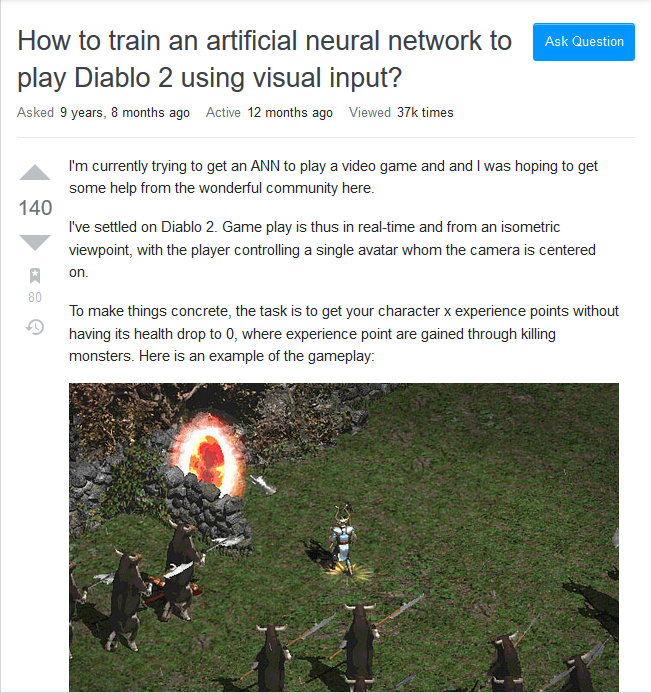 How to train an artificial neural network to
play Diablo 2 using visual input?
Ask Question
Asked 9 years, 8 months ago Active 12 months ago Viewed 37k times
140
80
I'm currently trying to get an ANN to play a video game and and I was hoping to get
some help from the wonderful community here.
I've settled on Diablo 2. Game play is thus in real-time and from an isometric
viewpoint, with the player controlling a single avatar whom the camera is centered
on.
To make things concrete, the task is to get your character x experience points without
having its health drop to 0, where experience point are gained through killing
monsters. Here is an example of the gameplay: